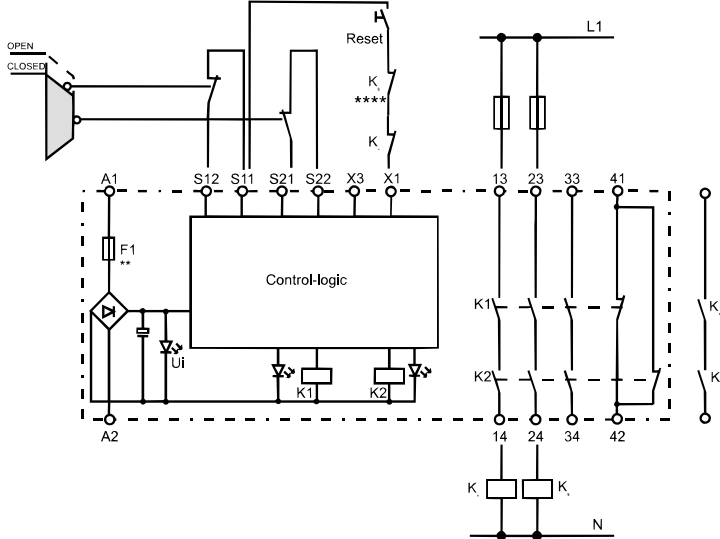 OPEN
CLOSED
Reset
K
****
K
L1
A1 S12 S11 S21 S22 X3 X1 13 23 33 41
F1
**
Control-logic
Ui
K1 K2
K1
K2
K
K
A2 14 24 34 42
K K
N